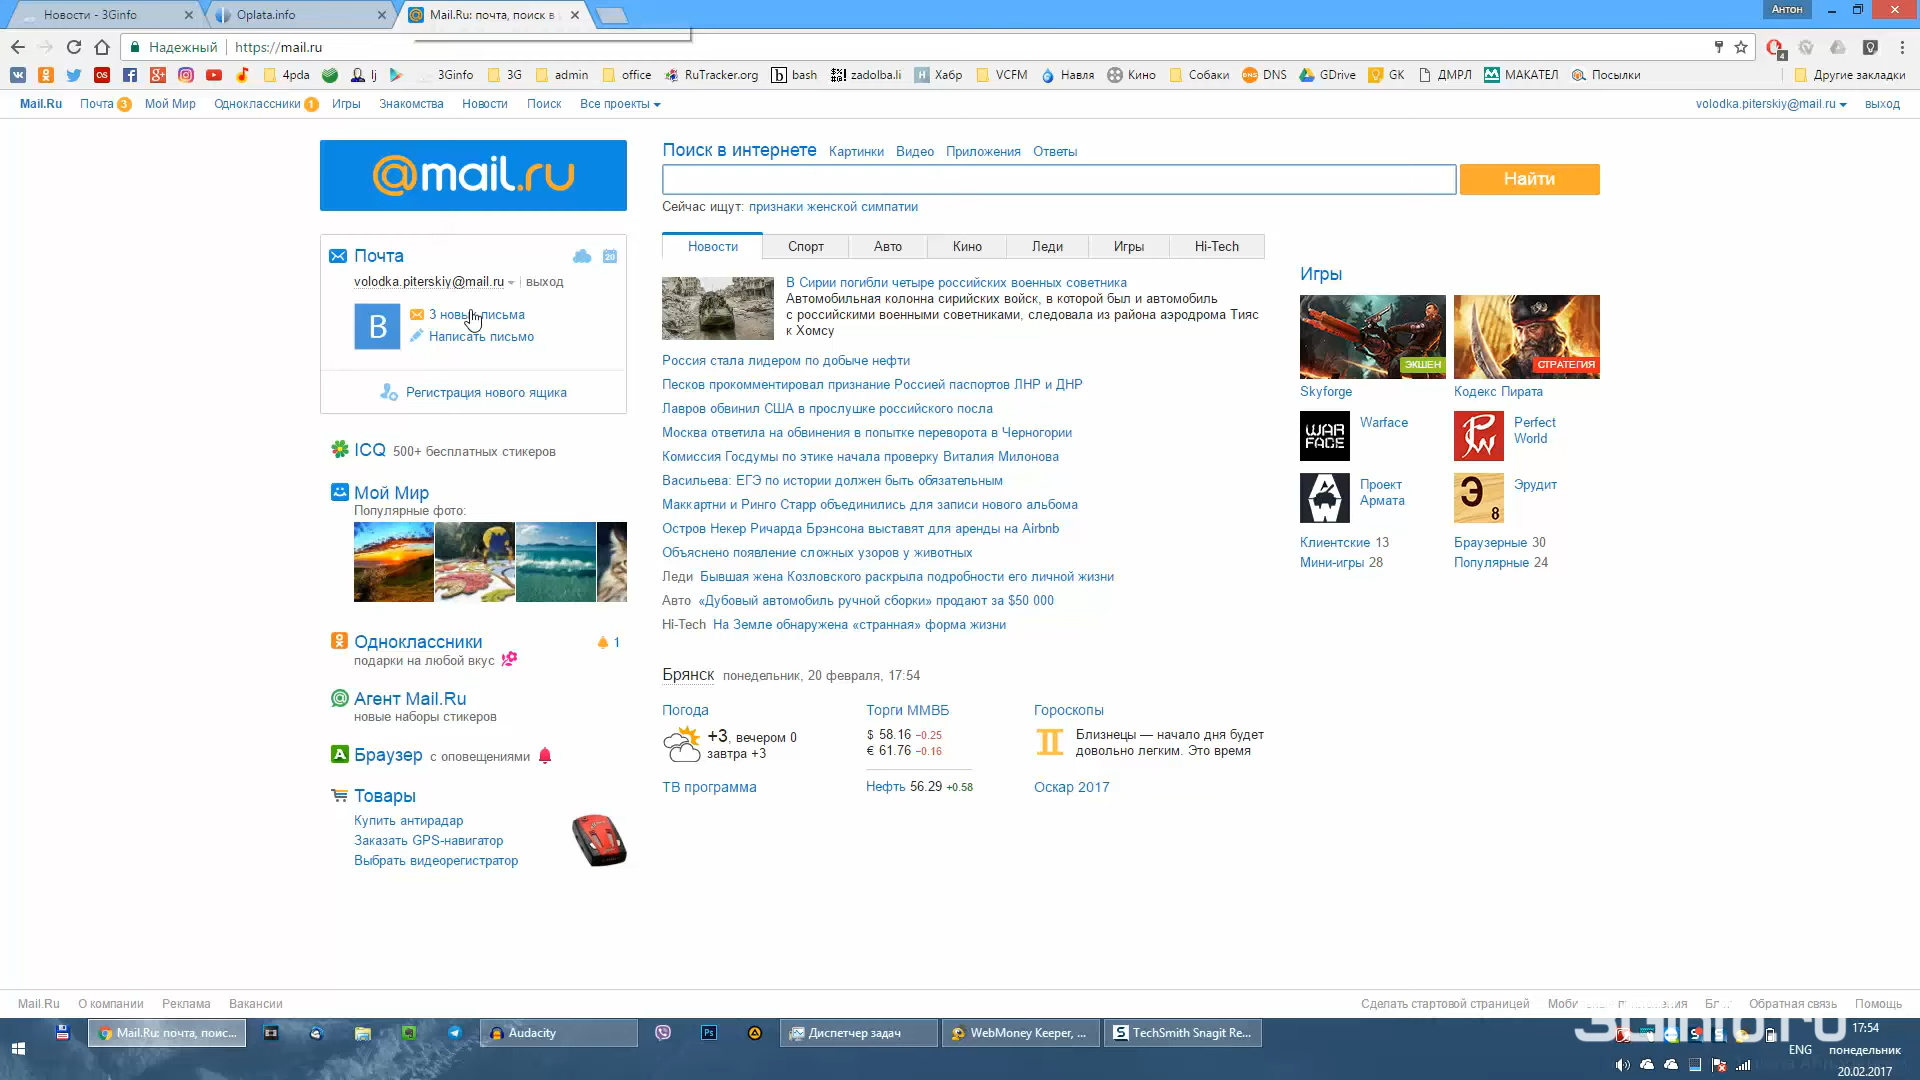 Новости - 3Ginfo
Oplata.info
Mail.Ru: почта, поиск в
Антон
Надежный
https://mail.ru
4pda
lj
3Ginfo
3G
admin
office
RuTracker.org
bash
zadolba.li
Хабр
VCFM
Навля
Кино
Собаки
DNS
GDrive
GK
ДМРЛ
МАКАТЕЛ
Посылки
Другие закладки
Mail.Ru
Почта 3
Мой Мир
Одноклассники 1
Игры
Знакомства
Новости
Поиск
Все проекты
volodka.piterskiy@mail.ru
выход
@mail.ru
Поиск в интернете
Картинки
Видео
Приложения
Ответы
Найти
Сейчас ищут: признаки женской симпатии
Почта
20
volodka.piterskiy@mail.ru
выход
В
3 новых письма
Написать письмо
Регистрация нового ящика
ICQ 500+ бесплатных стикеров
Мой Мир
Популярные фото:
Одноклассники
1
подарки на любой вкус
Агент Mail.Ru
новые наборы стикеров
Браузер с оповещениями
Товары
Купить антирадар
Заказать GPS-навигатор
Выбрать видеорегистратор
Новости
Спорт
Авто
Кино
Леди
Игры
Hi-Tech
В Сирии погибли четыре российских военных советника
Автомобильная колонна сирийских войск, в которой был и автомобиль
с российскими военными советниками, следовала из района аэродрома Тияс
к Хомсу
Россия стала лидером по добыче нефти
Песков прокомментировал признание Россией паспортов ЛНР и ДНР
Лавров обвинил США в прослушке российского посла
Москва ответила на обвинения в попытке переворота в Черногории
Комиссия Госдумы по этике начала проверку Виталия Милонова
Васильева: ЕГЭ по истории должен быть обязательным
Маккартни и Ринго Старр объединились для записи нового альбома
Остров Некер Ричарда Брэнсона выставят для аренды на Airbnb
Объяснено появление сложных узоров у животных
Леди Бывшая жена Козловского раскрыла подробности его личной жизни
Авто «Дубовый автомобиль ручной сборки» продают за $50 000
Hi-Tech На Земле обнаружена «странная» форма жизни
Брянск понедельник, 20 февраля, 17:54
Погода
+3, вечером 0
завтра +3
ТВ программа
Торги ММВБ
$ 58.16 −0.25
€ 61.76 −0.16
Нефть 56.29 +0.58
Гороскопы
Близнецы — начало дня будет
довольно легким. Это время
Оскар 2017
Игры
ЭКШЕН
СТРАТЕГИЯ
Skyforge
Кодекс Пирата
WAR
FACE
Warface
PW
Perfect
World
Проект
Армата
Э
8
Эрудит
Клиентские 13
Браузерные 30
Мини-игры 28
Популярные 24
Mail.Ru
О компании
Реклама
Вакансии
Сделать стартовой страницей
Обратная связь
Помощь
3Ginfo.ru
Mail.Ru: почта, поис...
Audacity
Ps
Диспетчер задач
WebMoney Keeper, ...
TechSmith Snagit Re...
17:54
ENG
понедельник
20.02.2017